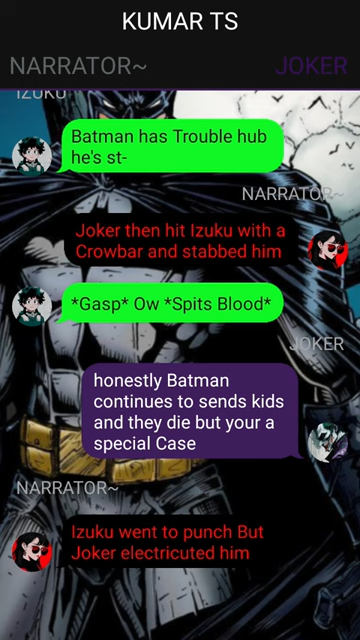 KUMAR TS
NARRATOR~
JOKER
IZUKU
Batman has Trouble huh
he's st-
NARRATOR~
Joker then hit Izuku with a
Crowbar and stabbed him
*Gasp* Ow *Spits Blood*
JOKER
honestly Batman
continues to sends kids
and they die but your a
special Case
NARRATOR~
Izuku went to punch But
Joker electricuted him